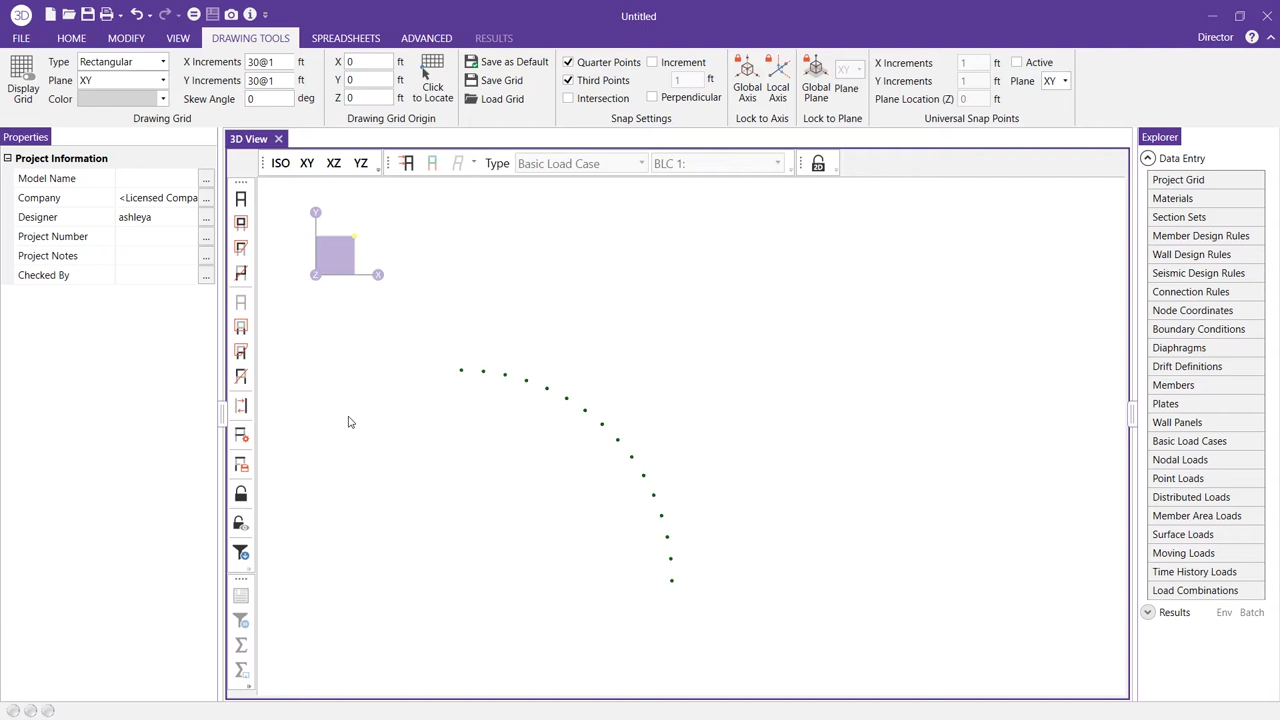 3D
Untitled
FILE HOME MODIFY VIEW DRAWING TOOLS SPREADSHEETS ADVANCED RESULTS Director
Display Grid
Type Rectangular
Plane XY
Color
X Increments 30@1 ft
Y Increments 30@1 ft
Skew Angle 0 deg
Drawing Grid
X 0 ft
Y 0 ft
Z 0 ft
Click to Locate
Drawing Grid Origin
Save as Default
Save Grid
Load Grid
Quarter Points
Third Points
Intersection
Increment
1 ft
Perpendicular
Snap Settings
Global Axis
Local Axis
Lock to Axis
Global Plane
XY
Plane
Lock to Plane
X Increments 1 ft
Y Increments 1 ft
Plane Location (Z) 0 ft
Active
Plane XY
Universal Snap Points
Properties
Project Information
Model Name ...
Company <Licensed Compa ...
Designer ashleya ...
Project Number ...
Project Notes ...
Checked By ...
3D View
ISO XY XZ YZ Type Basic Load Case BLC 1: 2D
Y
Z X
Explorer
Data Entry
Project Grid
Materials
Section Sets
Member Design Rules
Wall Design Rules
Seismic Design Rules
Connection Rules
Node Coordinates
Boundary Conditions
Diaphragms
Drift Definitions
Members
Plates
Wall Panels
Basic Load Cases
Nodal Loads
Point Loads
Distributed Loads
Member Area Loads
Surface Loads
Moving Loads
Time History Loads
Load Combinations
Results Env Batch